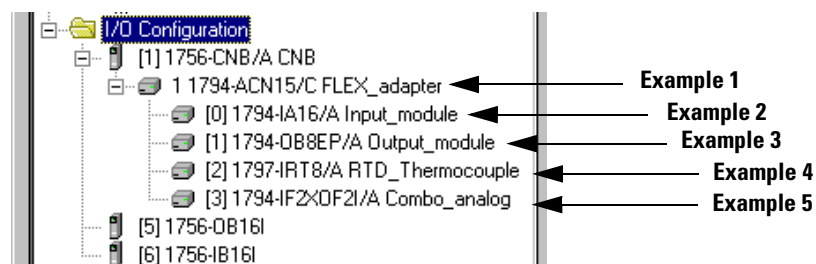 I/O Configuration
[1] 1756-CNB/A CNB
1 1794-ACN15/C FLEX_adapter
Example 1
[0] 1794-IA16/A Input_module
Example 2
[1] 1794-OB8EP/A Output_module
Example 3
[2] 1797-IRT8/A RTD_Thermocouple
Example 4
[3] 1794-IF2XOF2I/A Combo_analog
Example 5
[5] 1756-OB16I
[6] 1756-IB16I